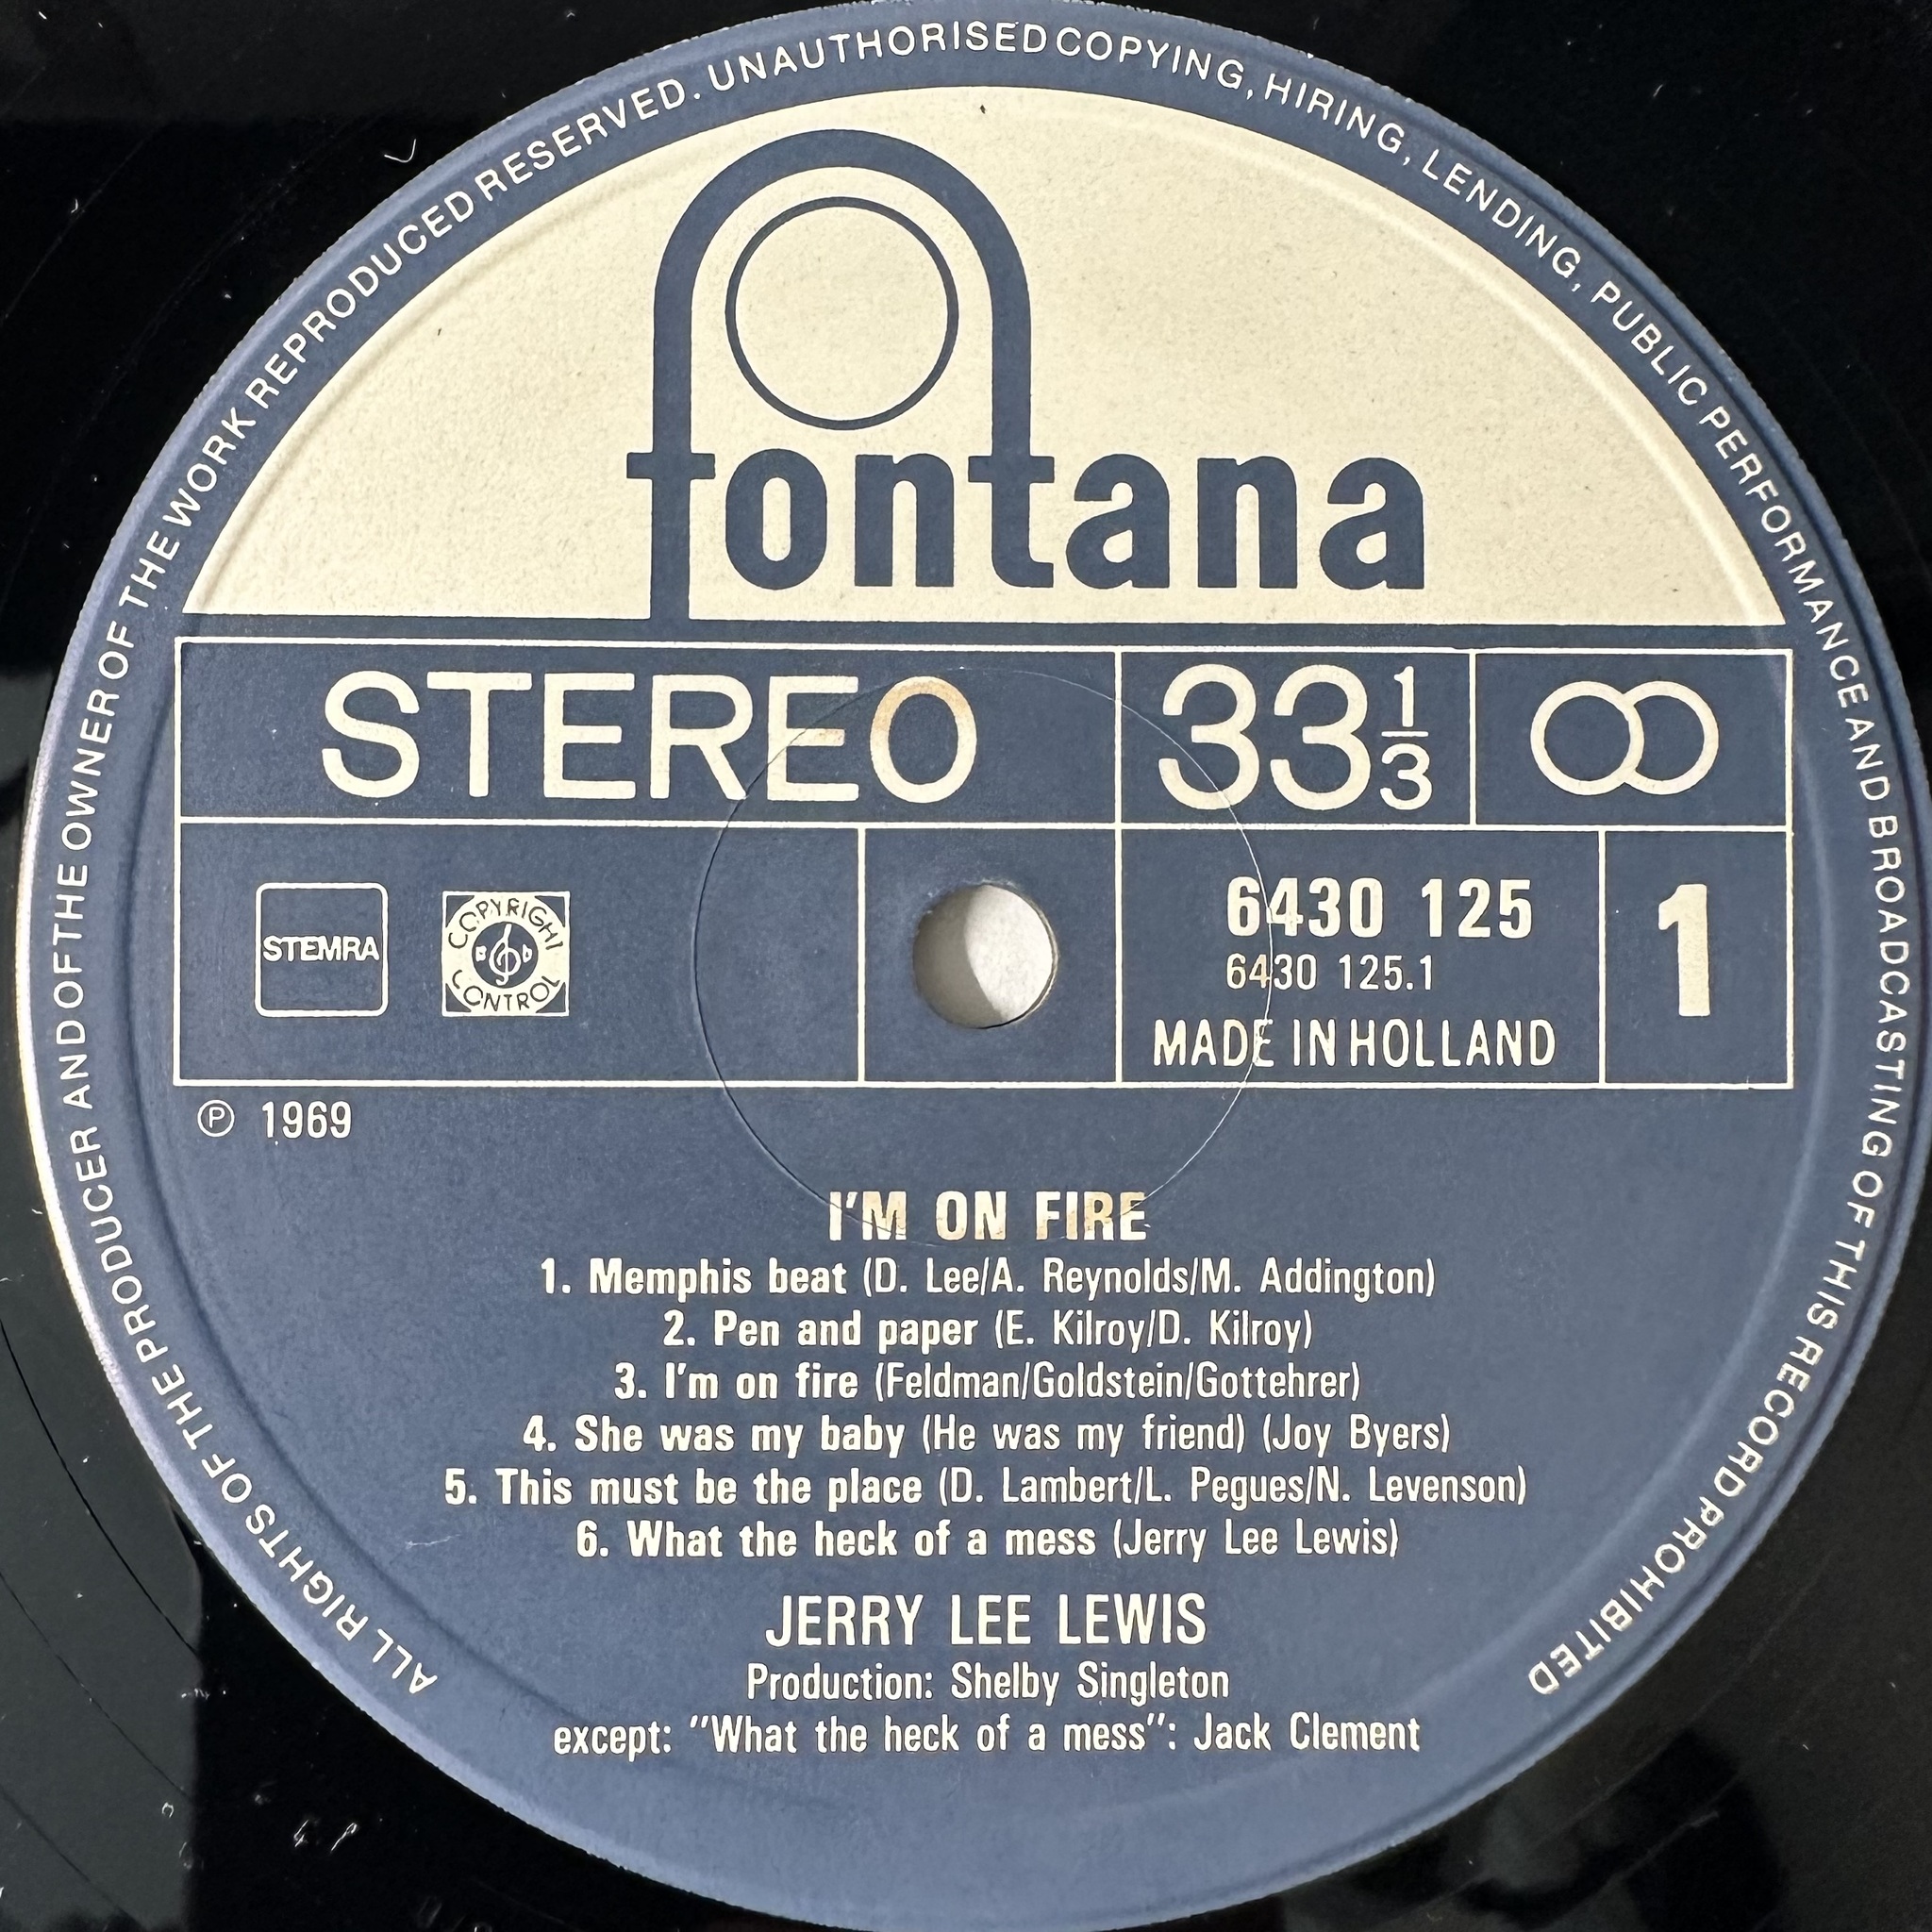 ALL RIGHTS OF THE PRODUCER AND OF THE OWNER OF THE WORK REPRODUCED RESERVED. UNAUTHORISED COPYING, HIRING, LENDING, PUBLIC PERFORMANCE AND BROADCASTING OF THIS RECORD PROHIBITED
fontana
STEREO
33 1/3
STEMRA
COPYRIGHT CONTROL
6430 125
6430 125.1
MADE IN HOLLAND
1
℗ 1969
I'M ON FIRE
1. Memphis beat (D. Lee/A. Reynolds/M. Addington)
2. Pen and paper (E. Kilroy/D. Kilroy)
3. I'm on fire (Feldman/Goldstein/Gottehrer)
4. She was my baby (He was my friend) (Joy Byers)
5. This must be the place (D. Lambert/L. Pegues/N. Levenson)
6. What the heck of a mess (Jerry Lee Lewis)
JERRY LEE LEWIS
Production: Shelby Singleton
except: "What the heck of a mess": Jack Clement